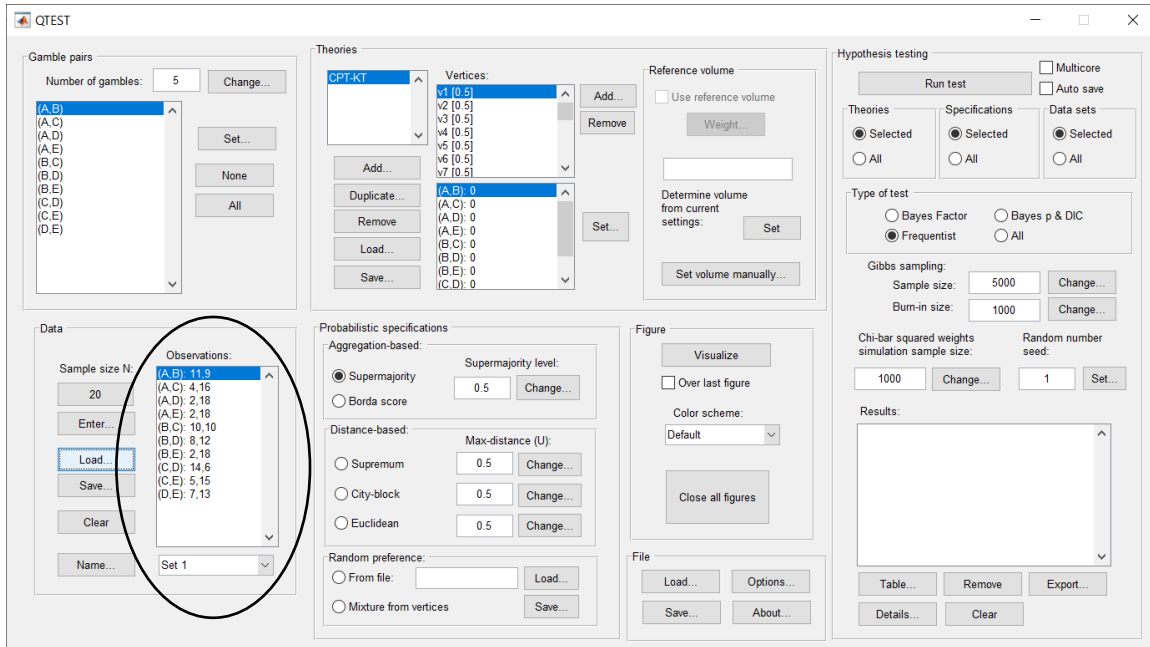 QTEST
Gamble pairs
Number of gambles: 5 Change...
(A,B)
(A,C)
(A,D)
(A,E)
(B,C)
(B,D)
(B,E)
(C,D)
(C,E)
(D,E)
Set...
None
All
Theories
CPT-KT
Vertices:
v1 [0.5]
v2 [0.5]
v3 [0.5]
v4 [0.5]
v5 [0.5]
v6 [0.5]
v7 [0.5]
Add...
Remove
Add...
Duplicate...
Remove
Load...
Save...
(A,B): 0
(A,C): 0
(A,D): 0
(A,E): 0
(B,C): 0
(B,D): 0
(B,E): 0
(C,D): 0
Set...
Reference volume
Use reference volume
Weight...
Determine volume
from current
settings:
Set
Set volume manually...
Hypothesis testing
Run test
Multicore
Auto save
Theories
Selected
All
Specifications
Selected
All
Data sets
Selected
All
Type of test
Bayes Factor
Bayes p & DIC
Frequentist
All
Gibbs sampling:
Sample size: 5000 Change...
Burn-in size: 1000 Change...
Chi-bar squared weights
simulation sample size:
1000 Change...
Random number
seed:
1 Set...
Results:
Table... Remove Export...
Details... Clear
Data
Sample size N:
20
Enter...
Load...
Save...
Clear
Name...
Observations:
(A,B): 11,9
(A,C): 4,16
(A,D): 2,18
(A,E): 2,18
(B,C): 10,10
(B,D): 8,12
(B,E): 2,18
(C,D): 14,6
(C,E): 5,15
(D,E): 7,13
Set 1
Probabilistic specifications
Aggregation-based:
Supermajority
Borda score
Supermajority level:
0.5 Change...
Distance-based:
Max-distance (U):
Supremum 0.5 Change...
City-block 0.5 Change...
Euclidean 0.5 Change...
Random preference:
From file: Load...
Mixture from vertices Save...
Figure
Visualize
Over last figure
Color scheme:
Default
Close all figures
File
Load... Options...
Save... About...